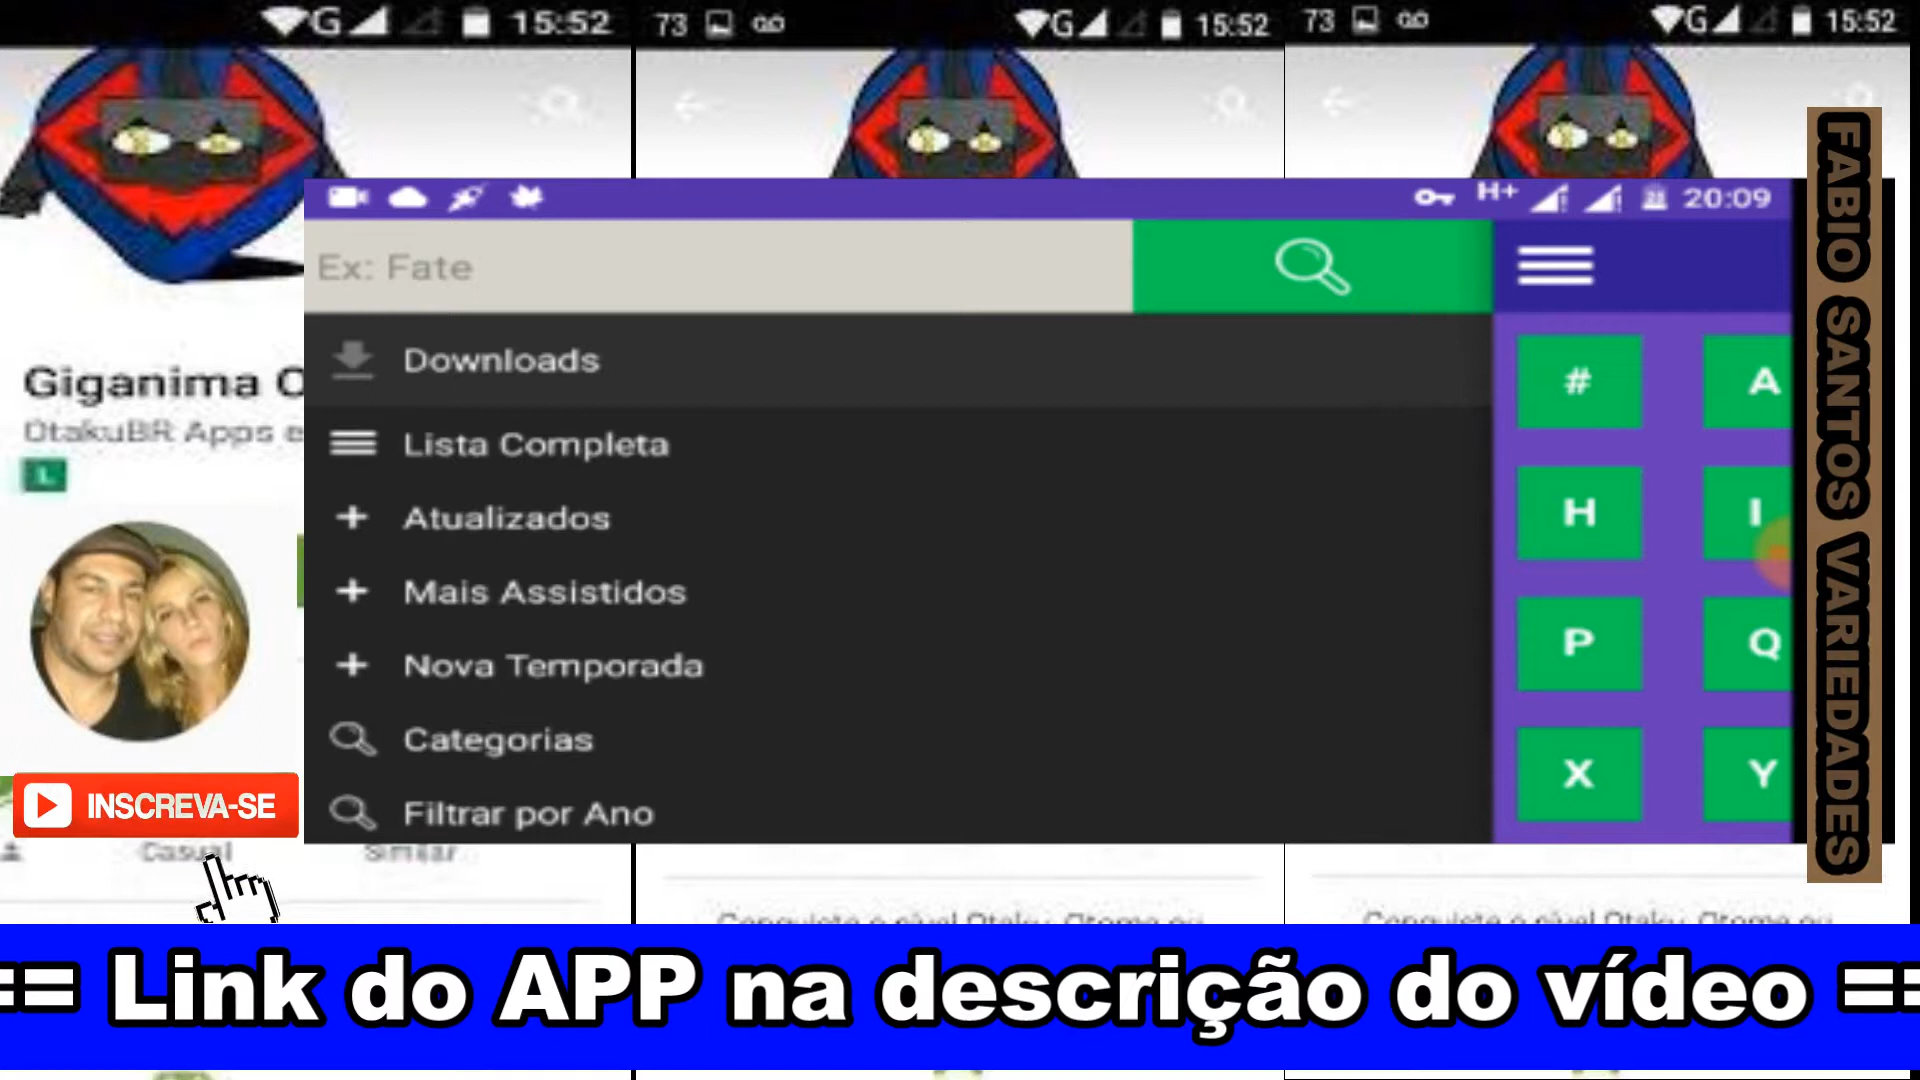 G 15:52
73 G 15:52
73 G 15:52
H+ 20:09
Ex: Fate
Downloads
Lista Completa
Atualizados
Mais Assistidos
Nova Temporada
Categorias
Filtrar por Ano
# A
H I
P Q
X Y
Giganima
OtakuBR Apps e
L
INSCREVA-SE
Casual Similar
FABIO SANTOS VARIEDADES
== Link do APP na descrição do vídeo ==